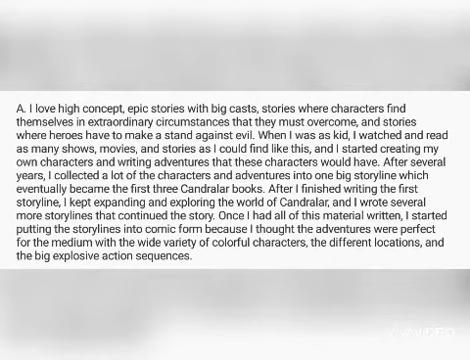 A. I love high concept, epic stories with big casts, stories where characters find
themselves in extraordinary circumstances that they must overcome, and stories
where heroes have to make a stand against evil. When I was as kid, I watched and read
as many shows, movies, and stories as I could find like this, and I started creating my
own characters and writing adventures that these characters would have. After several
years, I collected a lot of the characters and adventures into one big storyline which
eventually became the first three Candralar books. After I finished writing the first
storyline, I kept expanding and exploring the world of Candralar, and I wrote several
more storylines that continued the story. Once I had all of this material written, I started
putting the storylines into comic form because I thought the adventures were perfect
for the medium with the wide variety of colorful characters, the different locations, and
the big explosive action sequences.
VIVAVIDEO